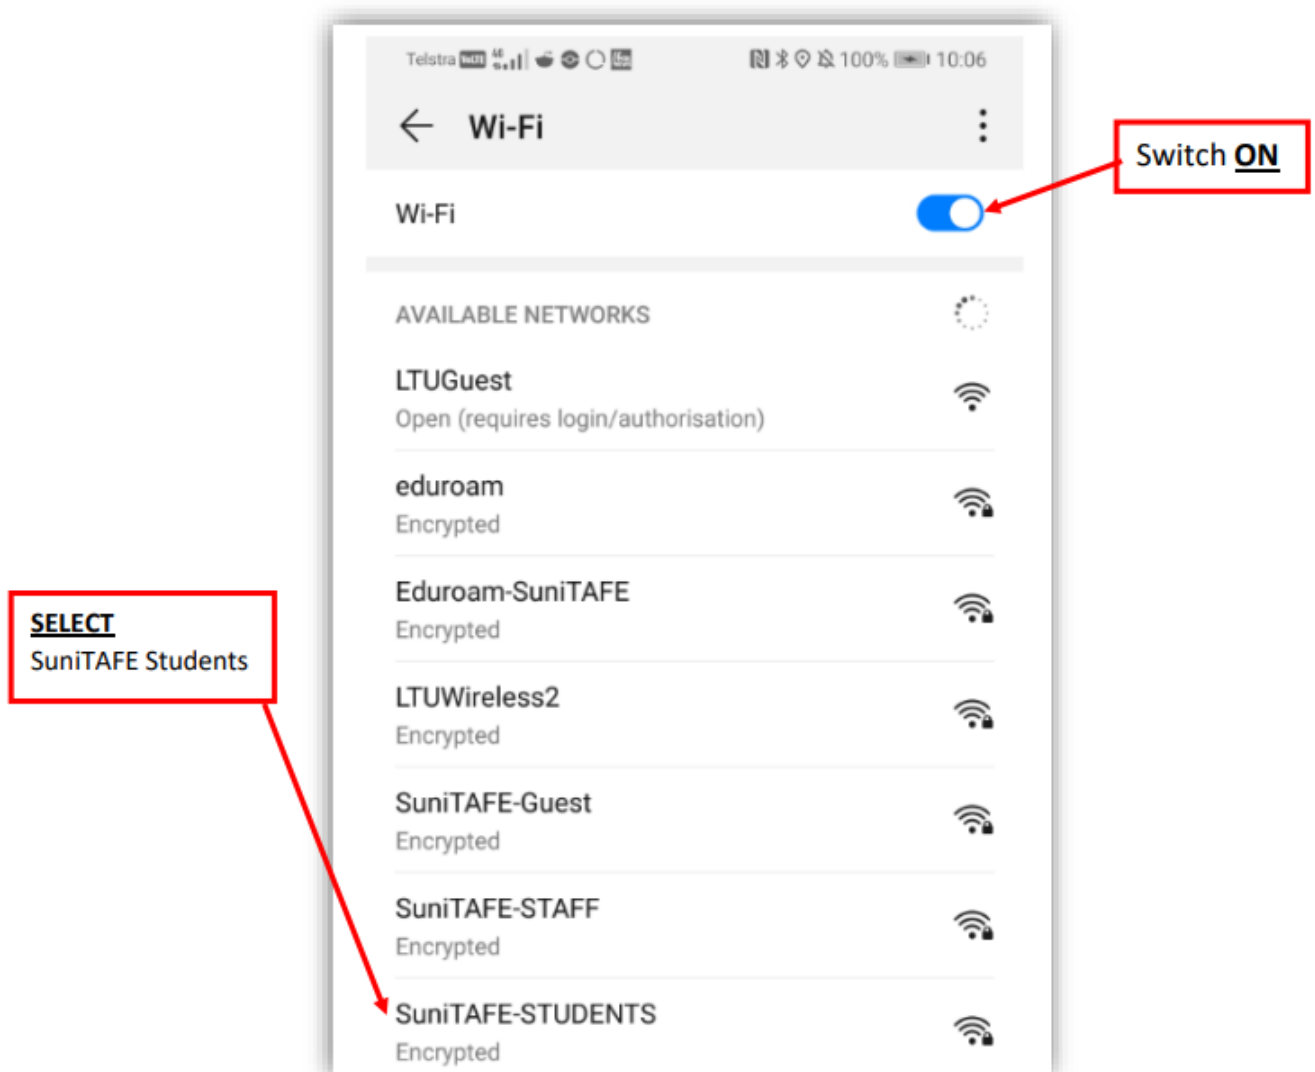 Telstra 100% 10:06
Wi-Fi
Switch ON
Wi-Fi
AVAILABLE NETWORKS
LTUGuest
Open (requires login/authorisation)
eduroam
Encrypted
Eduroam-SuniTAFE
Encrypted
SELECT
SuniTAFE Students
LTUWireless2
Encrypted
SuniTAFE-Guest
Encrypted
SuniTAFE-STAFF
Encrypted
SuniTAFE-STUDENTS
Encrypted